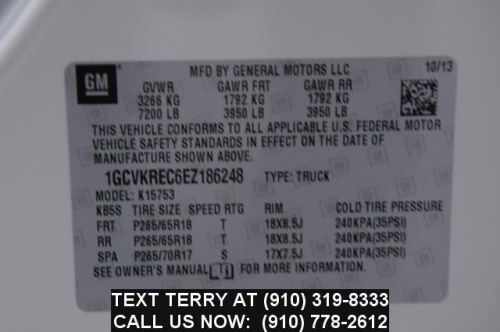 GM MFD BY GENERAL MOTORS LLC 10/13
GVWR GAWR FRT GAWR RR
3266 KG 1792 KG 1792 KG
7200 LB 3950 LB 3950 LB
THIS VEHICLE CONFORMS TO ALL APPLICABLE U.S. FEDERAL MOTOR
VEHICLE SAFETY STANDARDS IN EFFECT ON THE DATE OF
MANUFACTURE SHOWN ABOVE.
1GCVKREC6EZ186248 TYPE: TRUCK
MODEL: K15753
KB5S TIRE SIZE SPEED RTG RIM COLD TIRE PRESSURE
FRT P265/65R18 T 18X8.5J 240KPA(35PSI)
RR P265/65R18 T 18X8.5J 240KPA(35PSI)
SPA P265/70R17 S 17X7.5J 240KPA(35PSI)
SEE OWNER'S MANUAL FOR MORE INFORMATION.
TEXT TERRY AT (910) 319-8333
CALL US NOW: (910) 778-2612